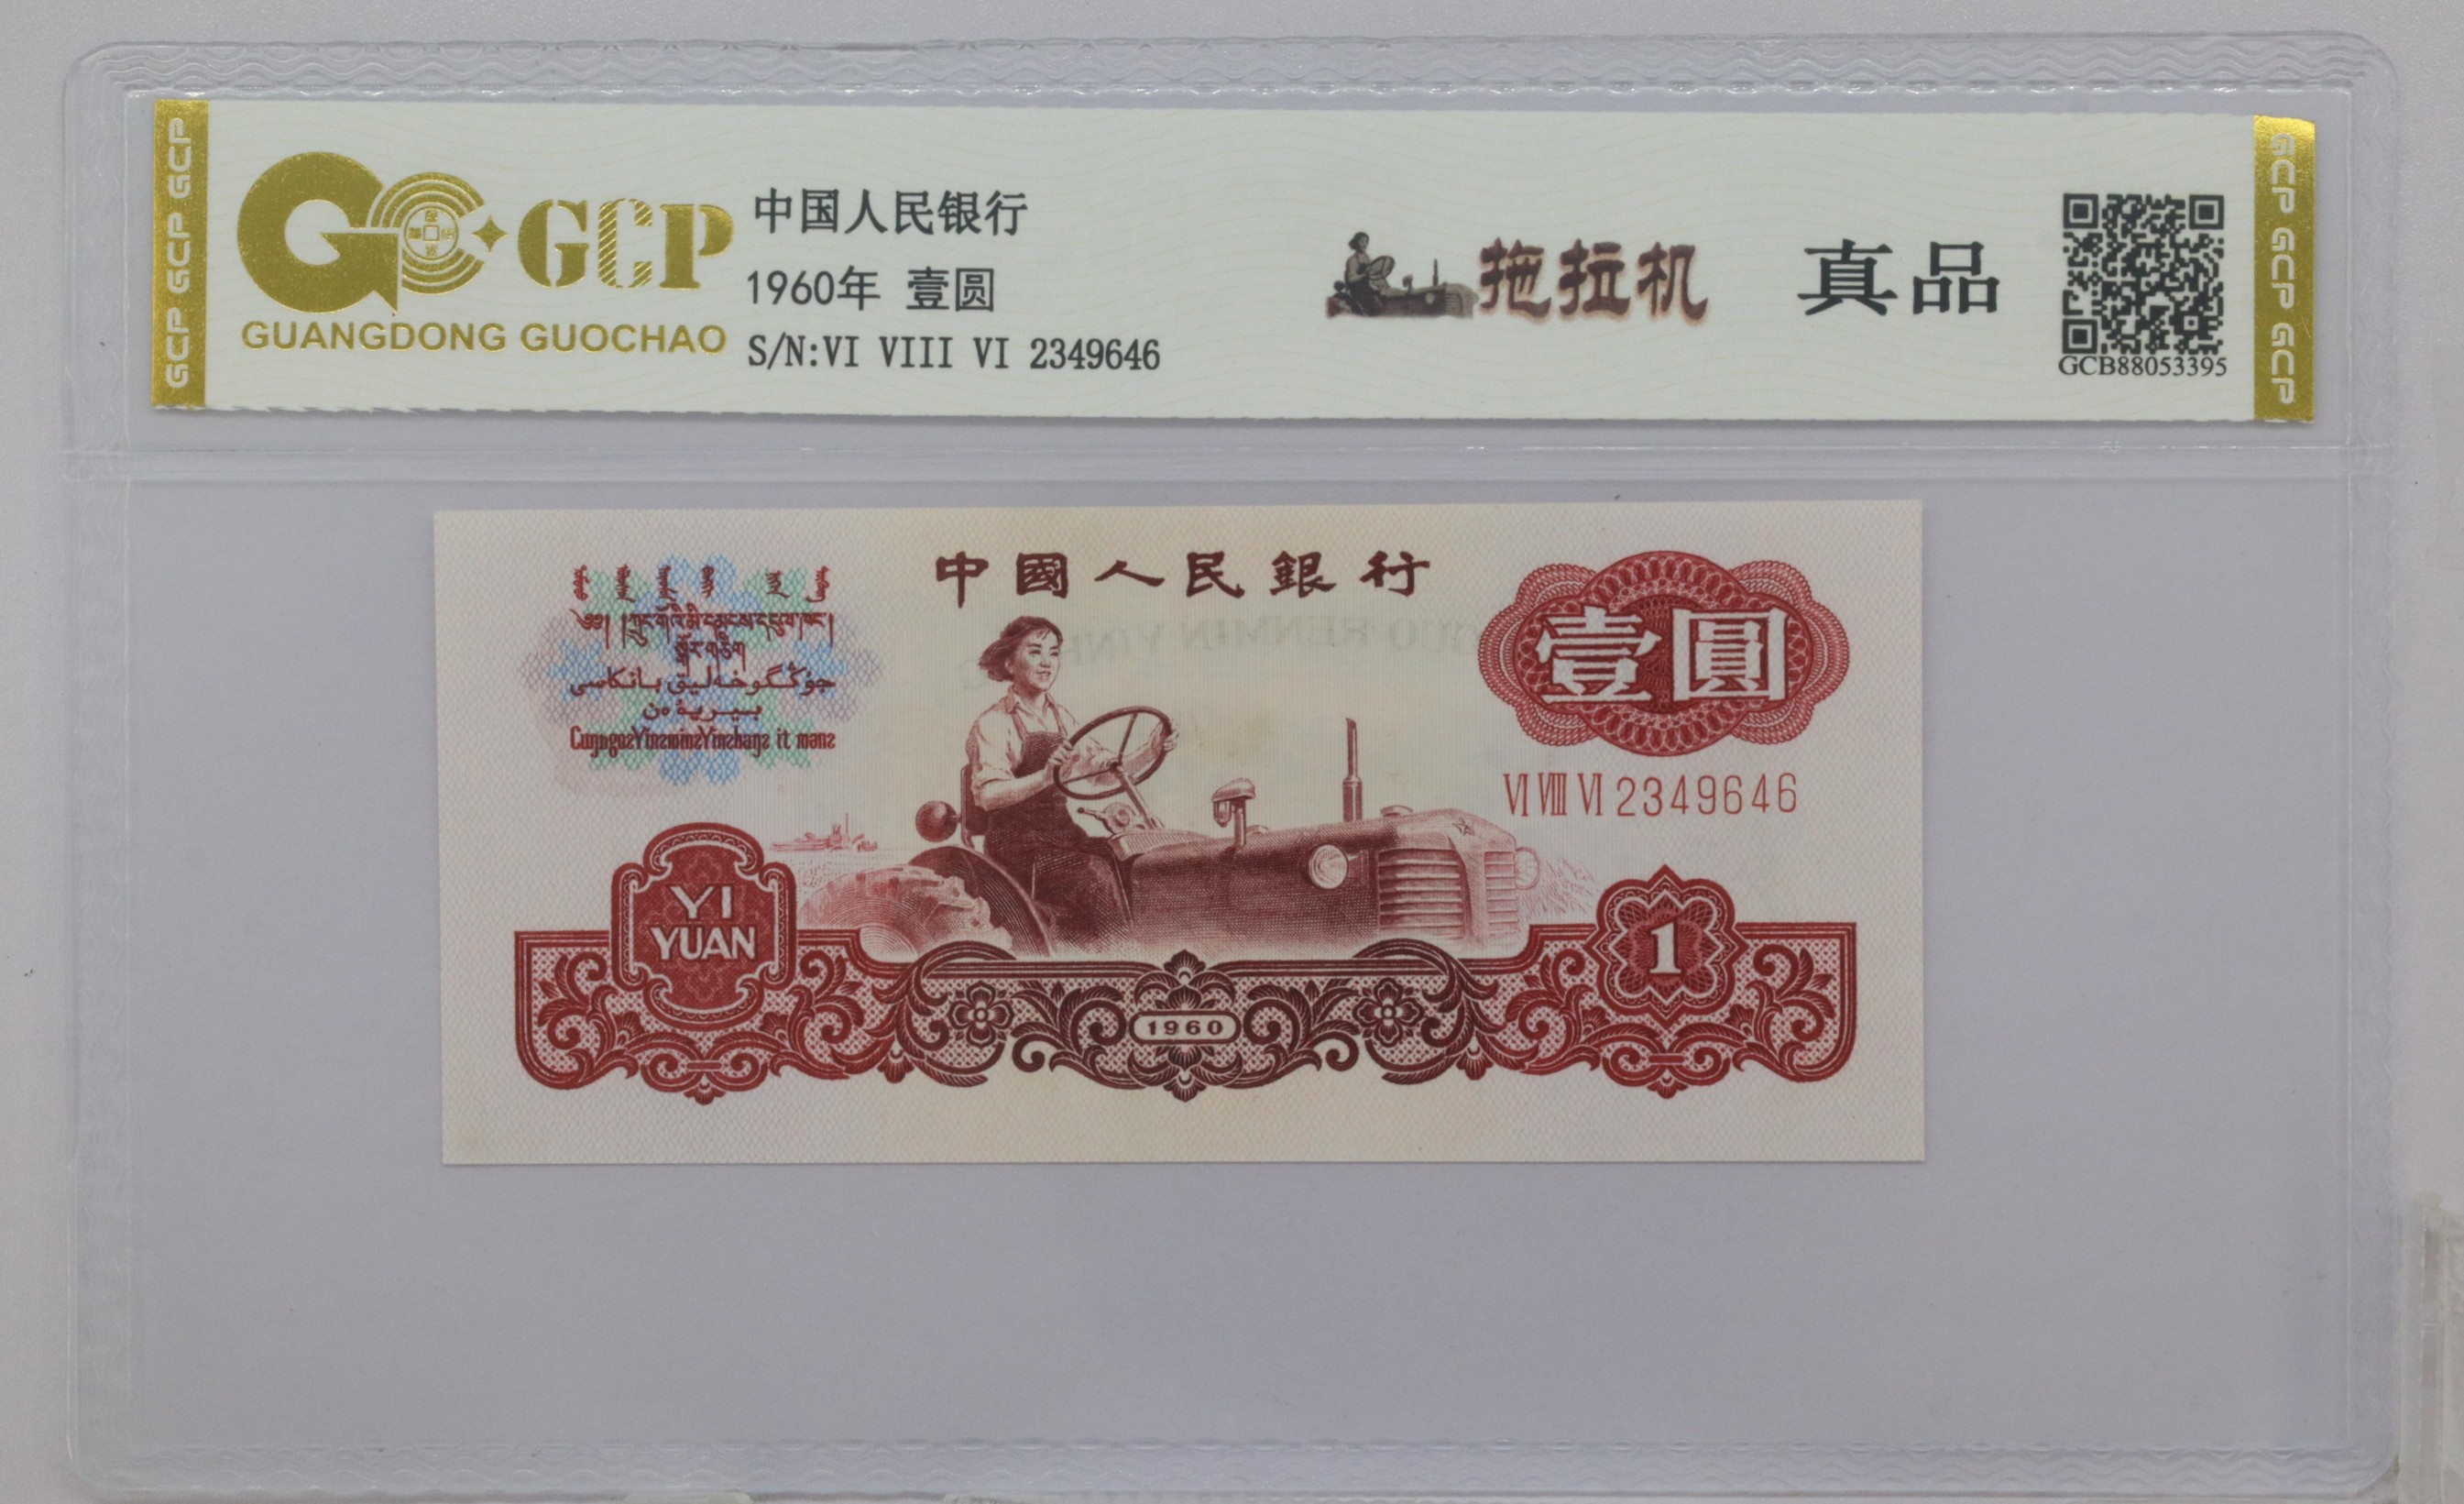 GCP GCP GCP
GCP
GUANGDONG GUOCHAO
中国人民银行
1960年 壹圆
S/N:VI VIII VI 2349646
拖拉机
真品
GCB88053395
GCP GCP GCP
中國人民銀行
壹圓
VI VIII VI 2349646
YI
YUAN
1960
1